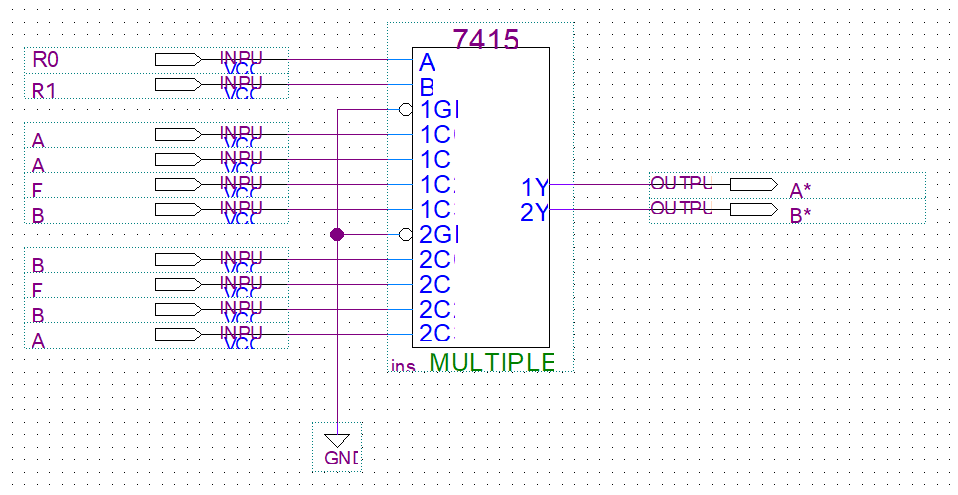 7415
R0 INPU VCC A
R1 INPU VCC B
1GI
A INPU VCC 1C
A INPU VCC 1C
F INPU VCC 1C 1Y OUTPU A*
B INPU VCC 1C 2Y OUTPU B*
2GI
B INPU VCC 2C
F INPU VCC 2C
B INPU VCC 2C
A INPU VCC 2C
ins MULTIPLE
GND